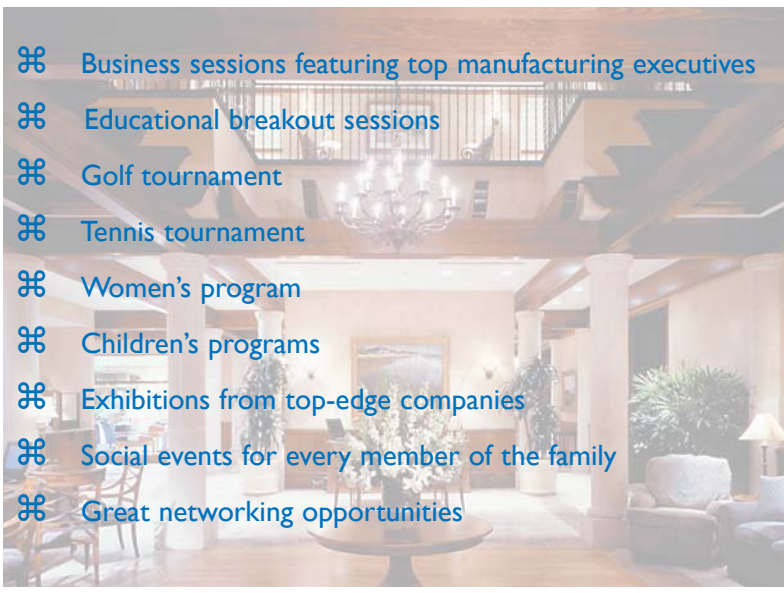 ⌘ Business sessions featuring top manufacturing executives
⌘ Educational breakout sessions
⌘ Golf tournament
⌘ Tennis tournament
⌘ Women’s program
⌘ Children’s programs
⌘ Exhibitions from top-edge companies
⌘ Social events for every member of the family
⌘ Great networking opportunities